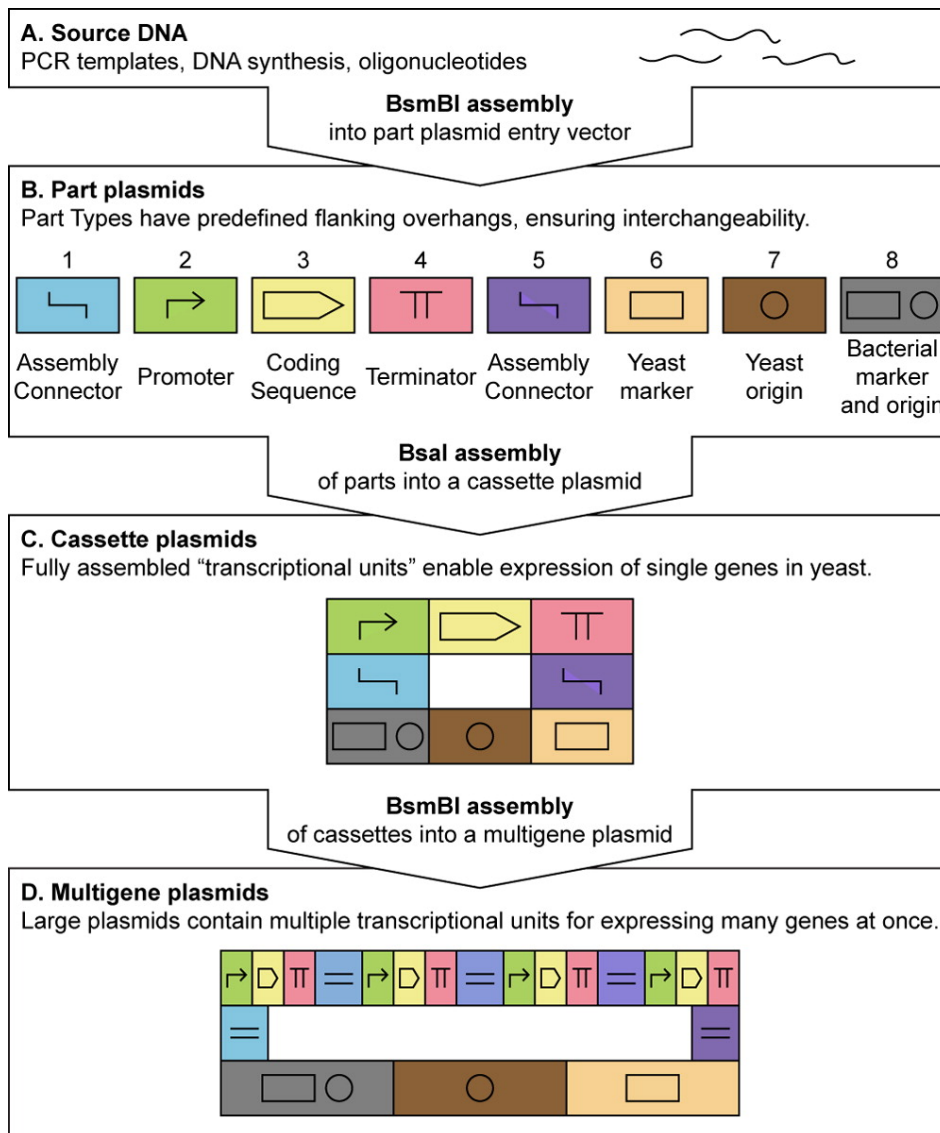 A. Source DNA
PCR templates, DNA synthesis, oligonucleotides
BsmBI assembly
into part plasmid entry vector
B. Part plasmids
Part Types have predefined flanking overhangs, ensuring interchangeability.
1 2 3 4 5 6 7 8
Assembly Connector
Promoter
Coding Sequence
Terminator
Assembly Connector
Yeast marker
Yeast origin
Bacterial marker and origin
BsaI assembly
of parts into a cassette plasmid
C. Cassette plasmids
Fully assembled “transcriptional units” enable expression of single genes in yeast.
BsmBI assembly
of cassettes into a multigene plasmid
D. Multigene plasmids
Large plasmids contain multiple transcriptional units for expressing many genes at once.